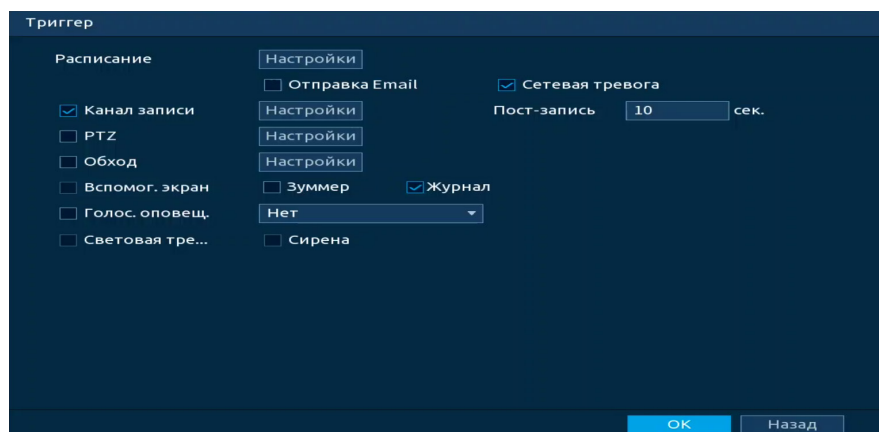 Триггер
Расписание Настройки
Отправка Email Сетевая тревога
Канал записи Настройки Пост-запись 10 сек.
PTZ Настройки
Обход Настройки
Вспомог. экран Зуммер Журнал
Голос. оповещ. Нет
Световая тре... Сирена
OK Назад